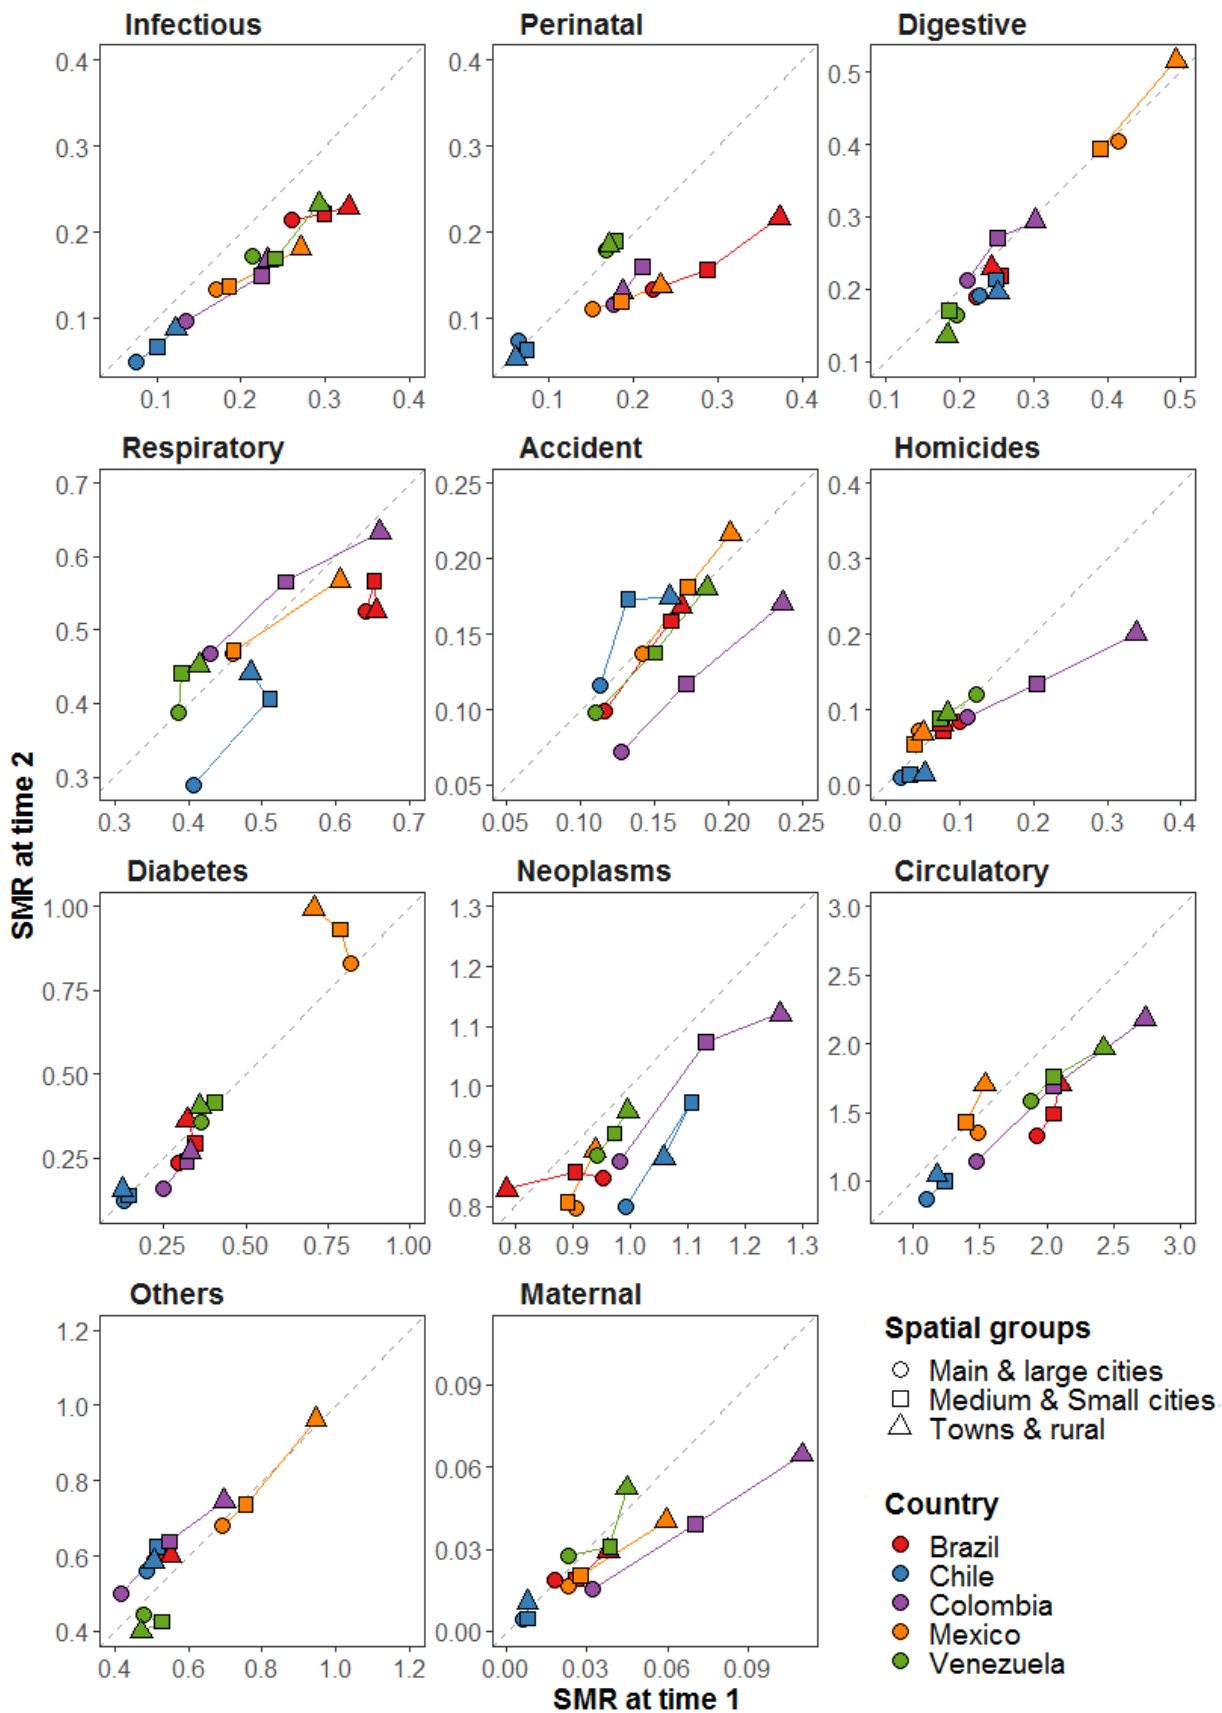 Infectious Perinatal Digestive
0.4 0.4 0.5
0.3 0.3 0.4
0.2 0.2 0.3
0.1 0.1 0.2
0.1
0.1 0.2 0.3 0.4 0.1 0.2 0.3 0.4 0.1 0.2 0.3 0.4 0.5
Respiratory Accident Homicides
0.7 0.25 0.4
0.6 0.20 0.3
0.5 0.15 0.2
0.4 0.10 0.1
0.3 0.05 0.0
0.3 0.4 0.5 0.6 0.7 0.05 0.10 0.15 0.20 0.25 0.0 0.1 0.2 0.3 0.4
SMR at time 2
Diabetes Neoplasms Circulatory
1.00 1.3 3.0
0.75 1.2 2.5
0.50 1.1 2.0
0.25 1.0 1.5
0.9 1.0
0.8
0.25 0.50 0.75 1.00 0.8 0.9 1.0 1.1 1.2 1.3 1.0 1.5 2.0 2.5 3.0
Others Maternal
1.2 0.09
1.0 0.06
0.8 0.03
0.6 0.00
0.4
0.4 0.6 0.8 1.0 1.2 0.00 0.03 0.06 0.09
SMR at time 1
Spatial groups
Main & large cities
Medium & Small cities
Towns & rural
Country
Brazil
Chile
Colombia
Mexico
Venezuela